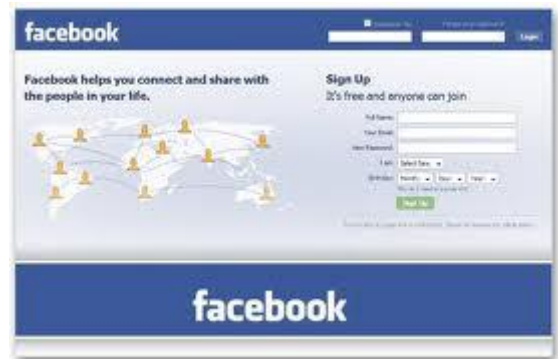 facebook
Login
Facebook helps you connect and share with
the people in your life.
Sign Up
It's free and anyone can join
Full Name:
Your Email:
New Password:
I am: Select Sex:
Birthday: Month: Day: Year:
Sign Up
facebook